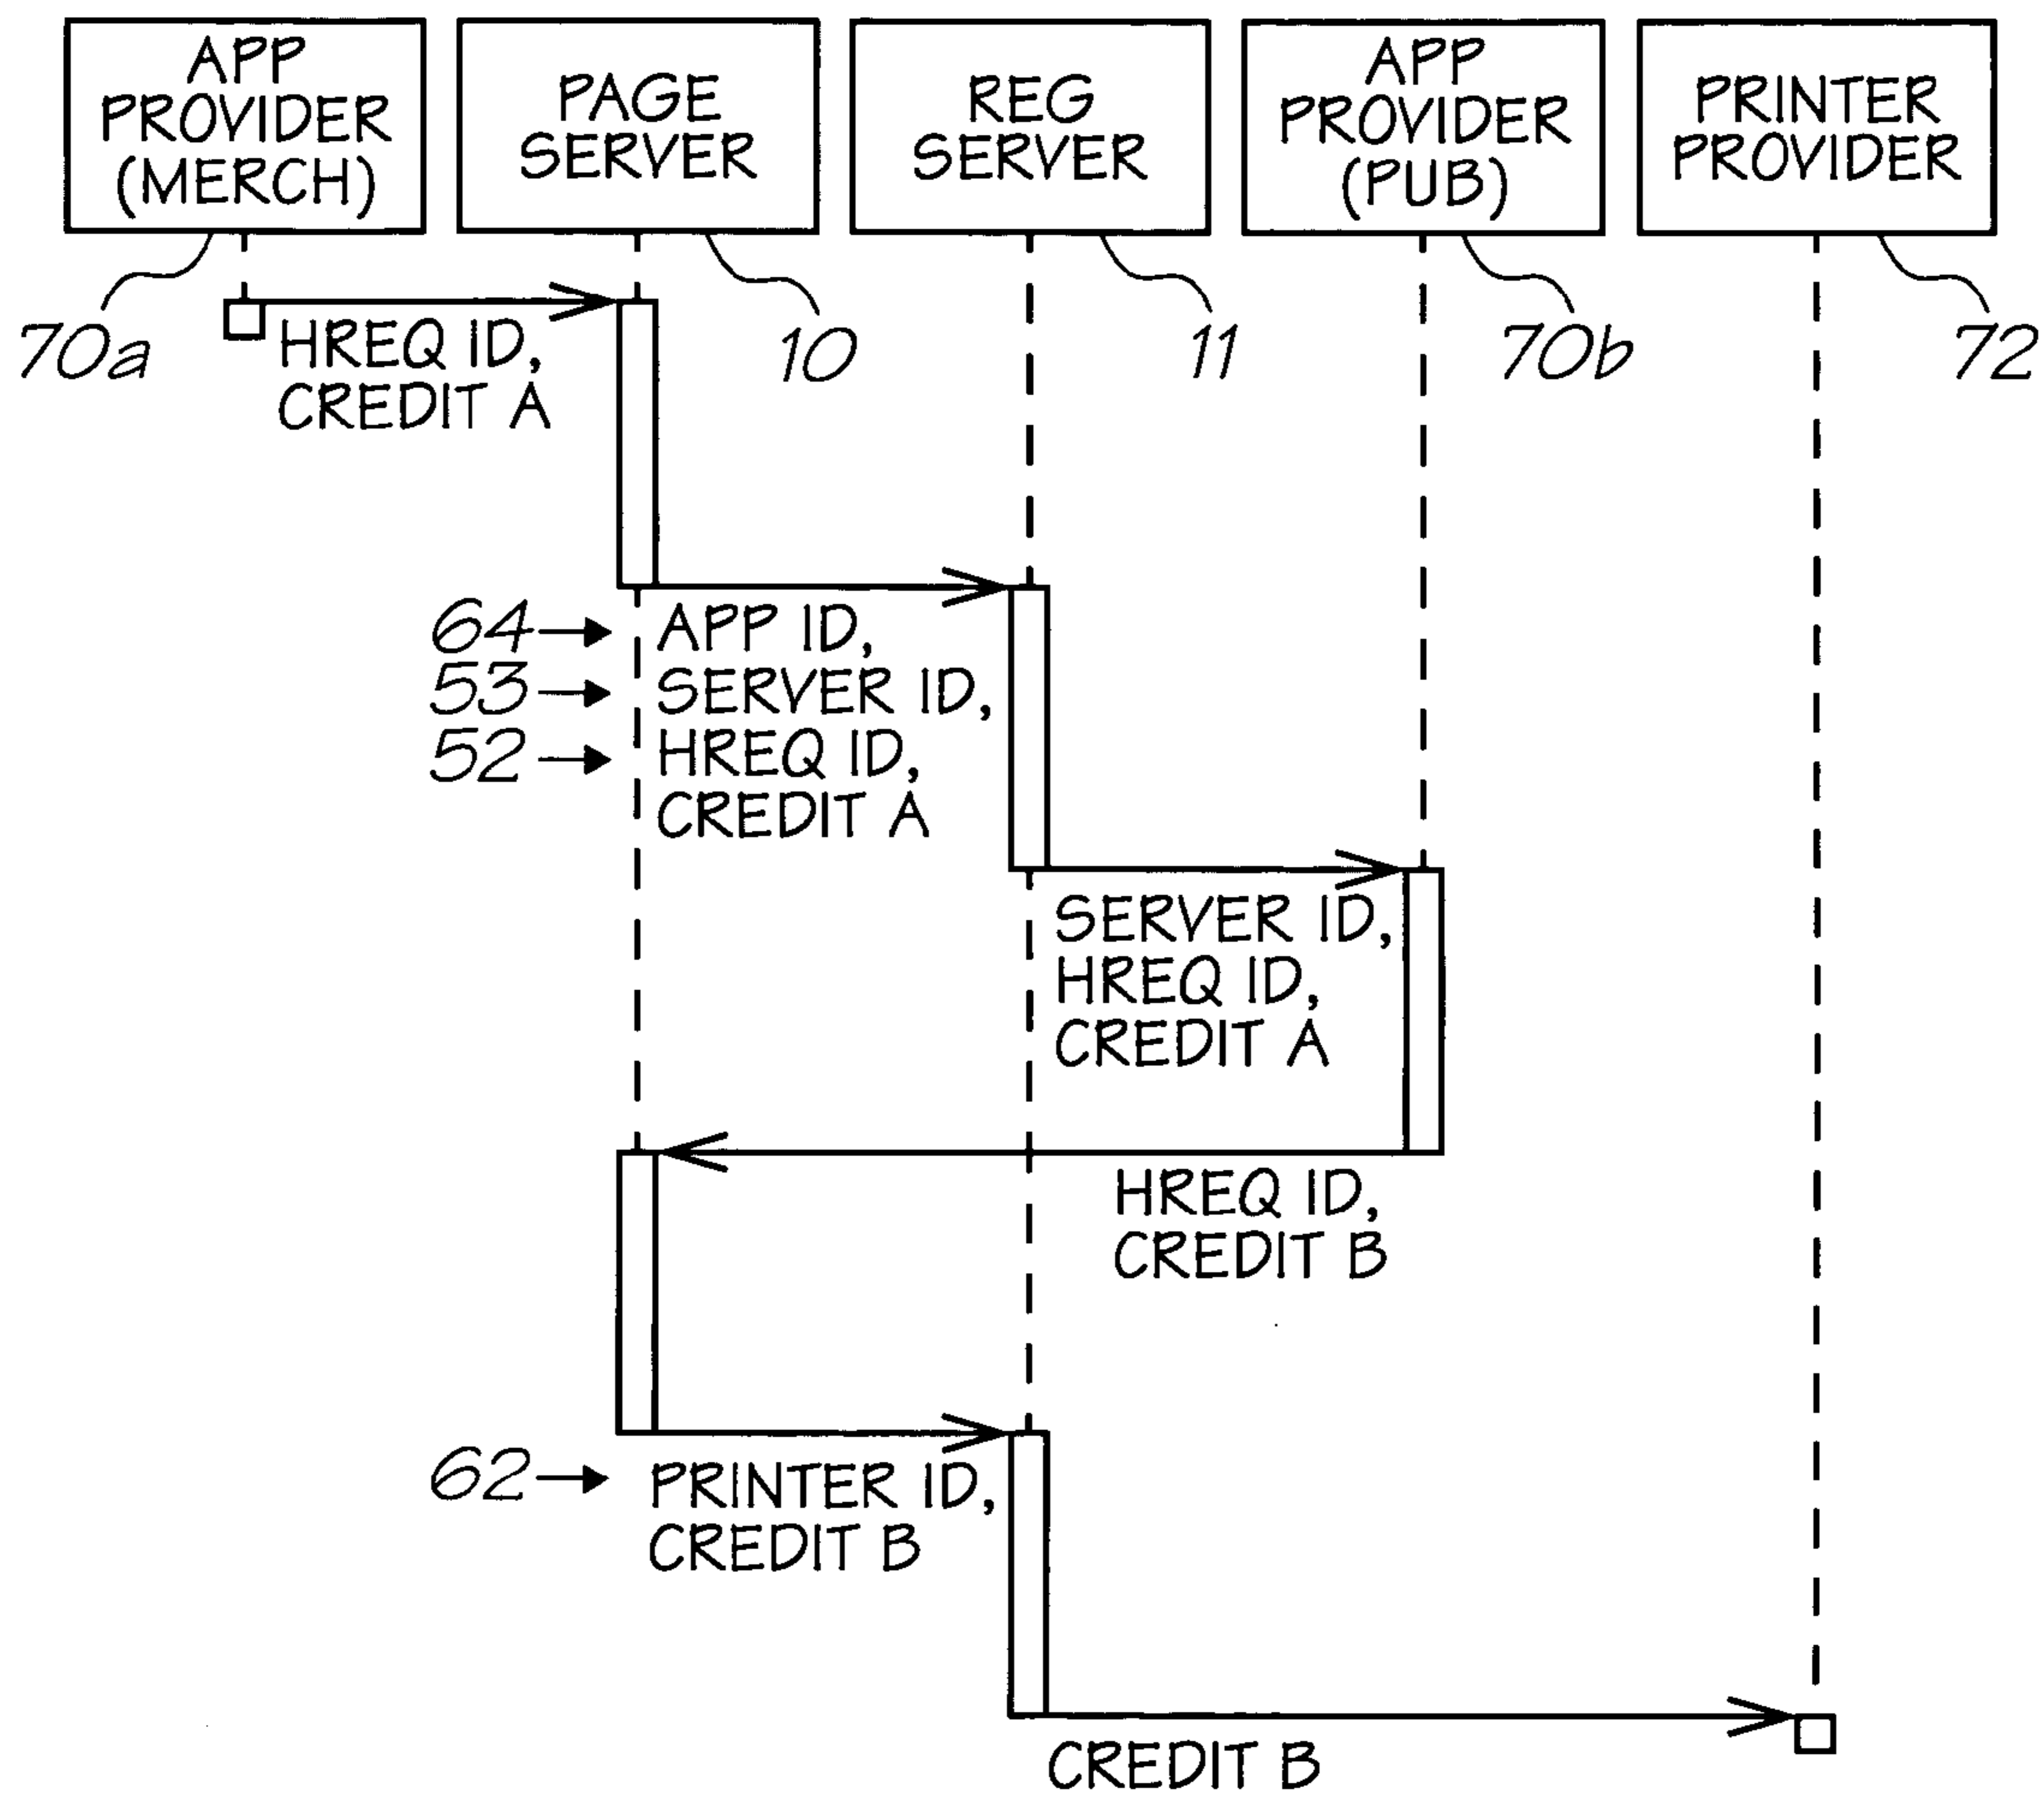 APP
PROVIDER
(MERCH)
PAGE
SERVER
REG
SERVER
APP
PROVIDER
(PUB)
PRINTER
PROVIDER
70a
10
11
70b
72
HREQ ID,
CREDIT A
64
APP ID,
53
SERVER ID,
52
HREQ ID,
CREDIT A
SERVER ID,
HREQ ID,
CREDIT A
HREQ ID,
CREDIT B
62
PRINTER ID,
CREDIT B
CREDIT B